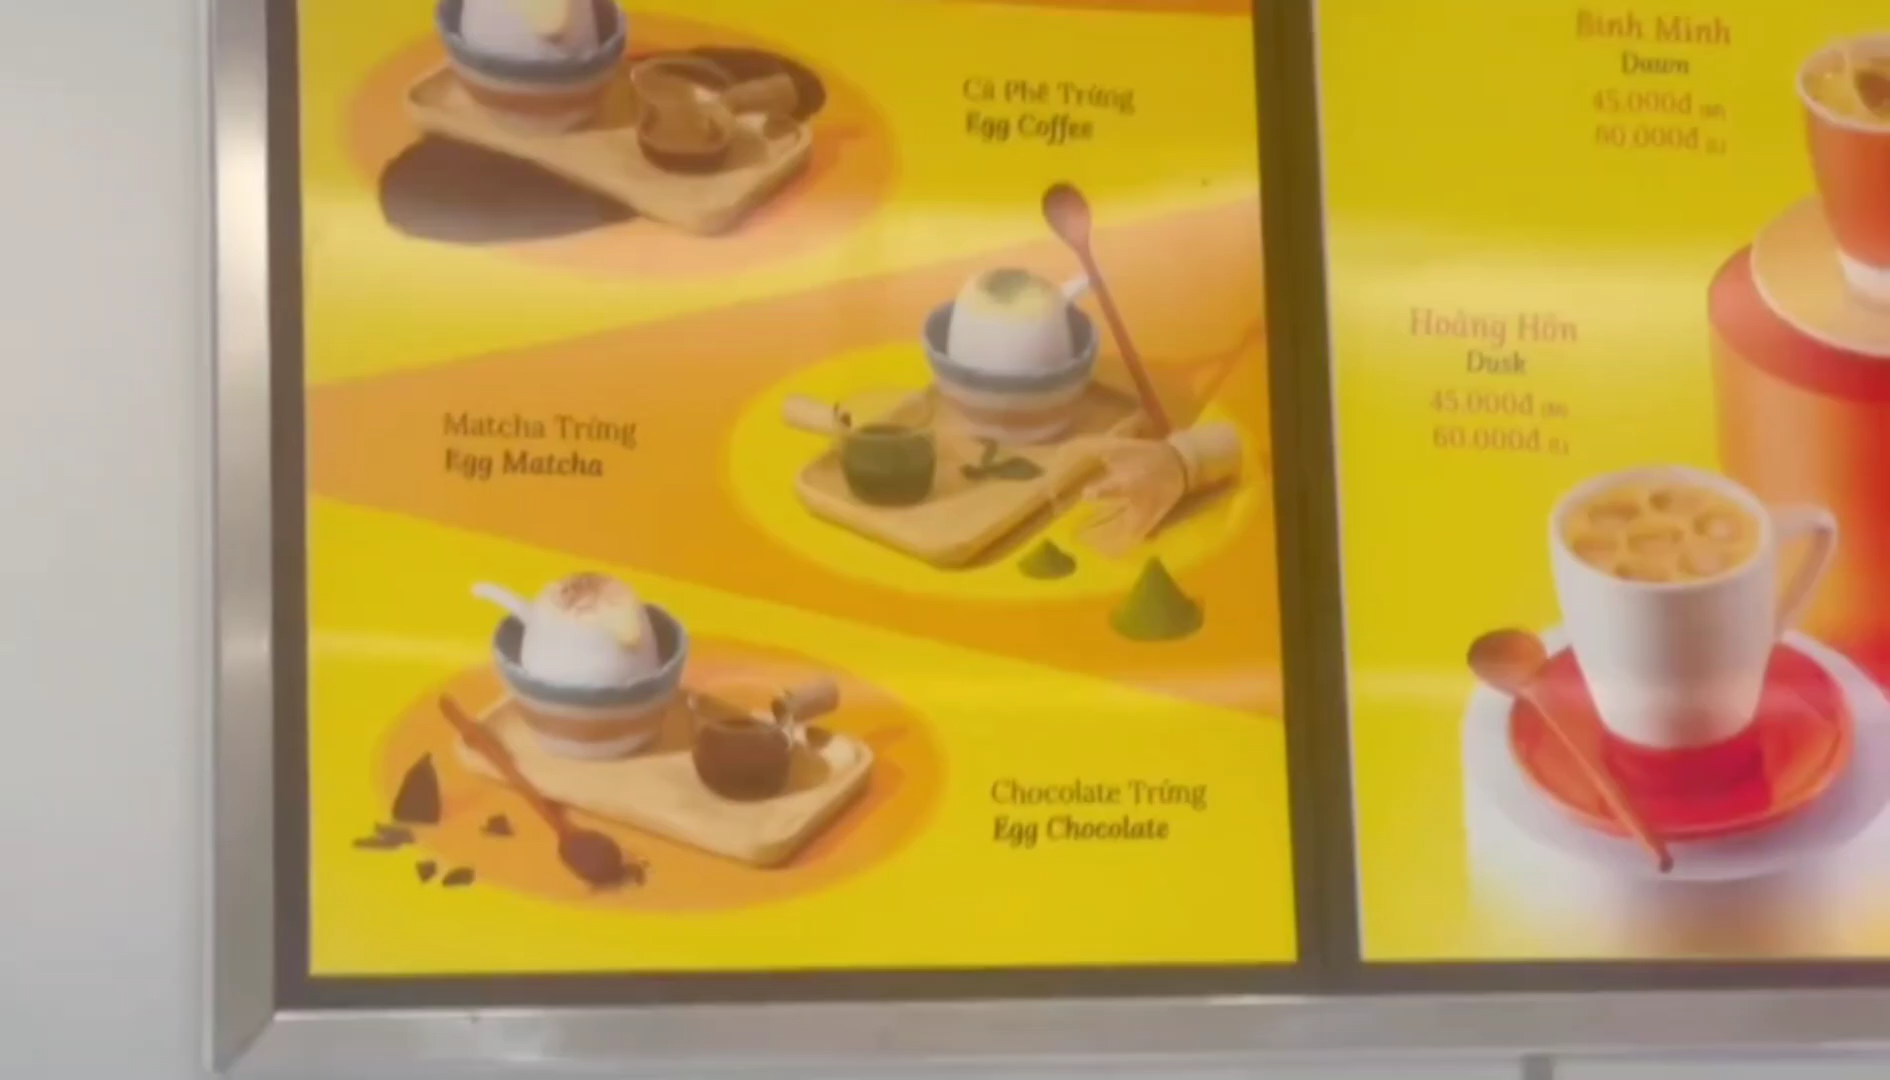 Cà Phê Trứng
Egg Coffee
Matcha Trứng
Egg Matcha
Chocolate Trứng
Egg Chocolate
Bình Minh
Dawn
45.000đ
60.000đ
Hoàng Hôn
Dusk
45.000đ
60.000đ